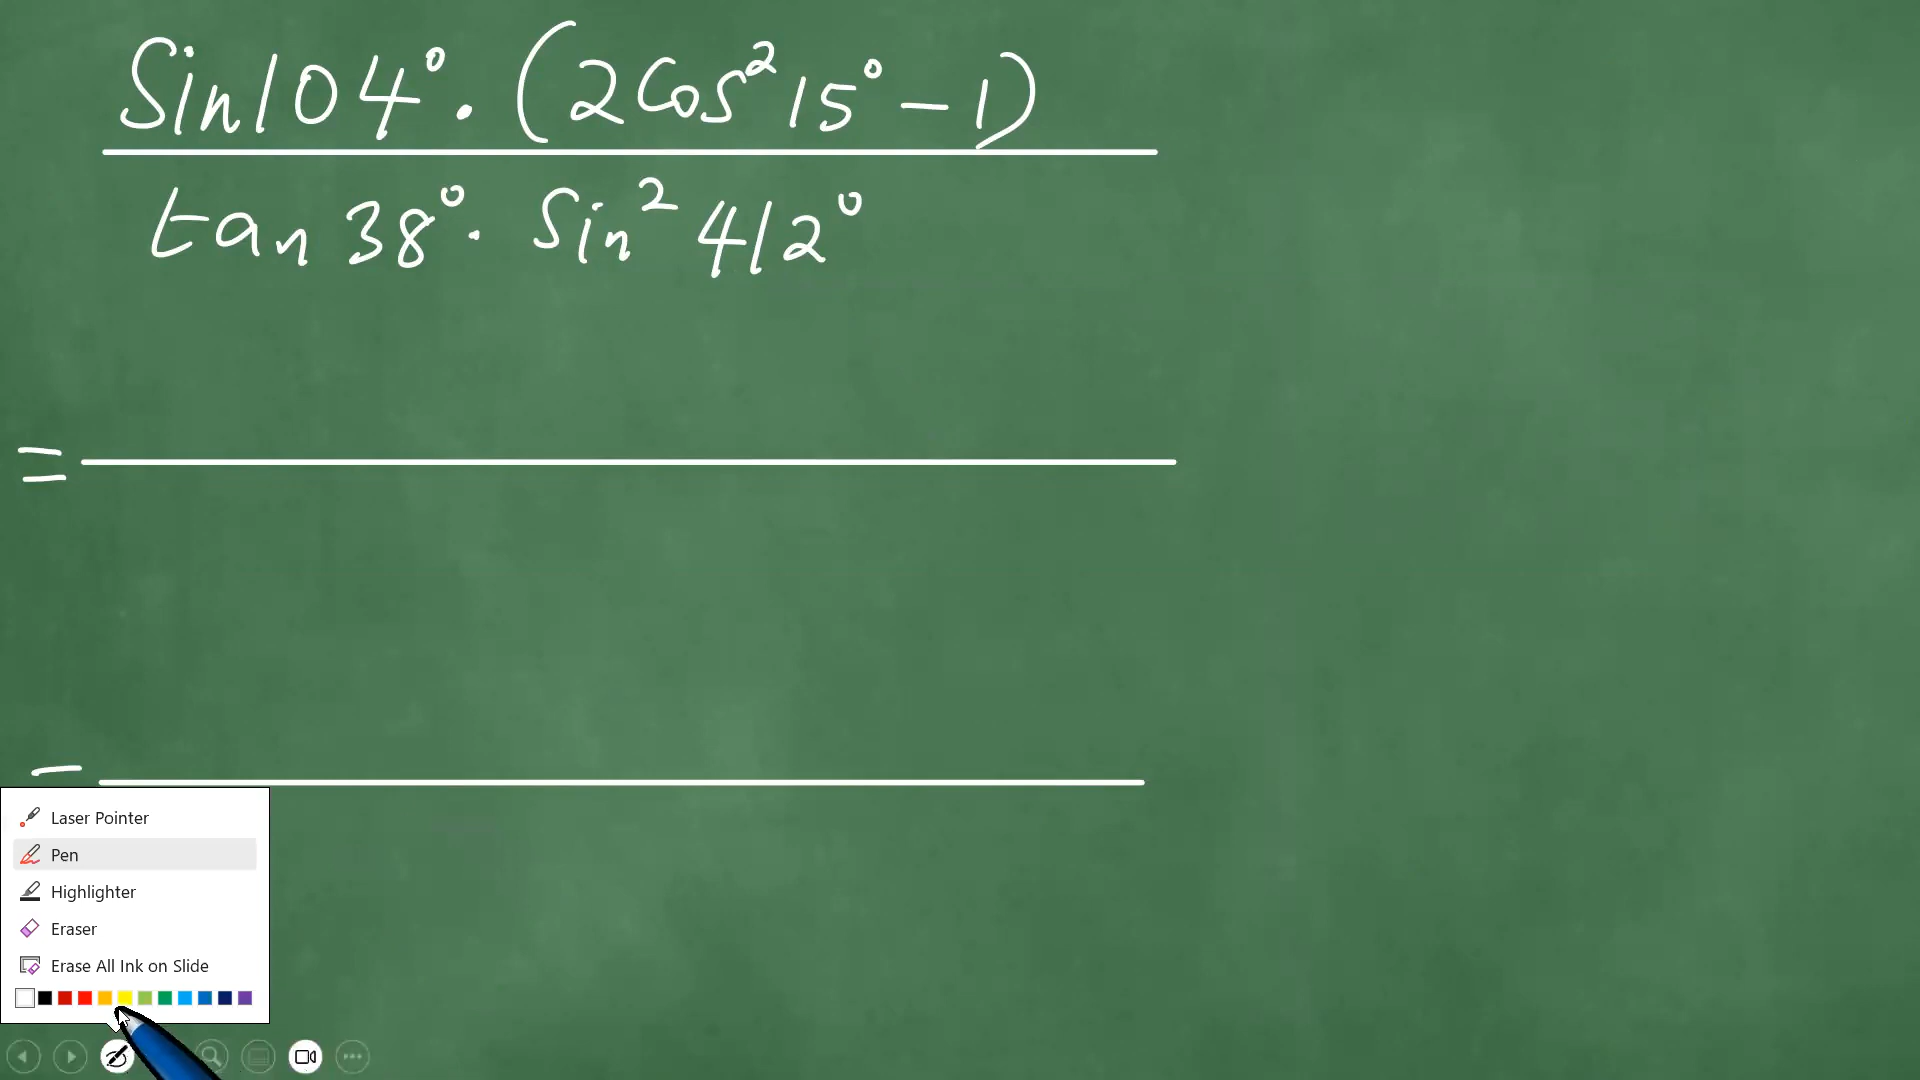 Sin104° · (2Cos²15° − 1)
tan38° · Sin²412°
=
Laser Pointer
Pen
Highlighter
Eraser
Erase All Ink on Slide